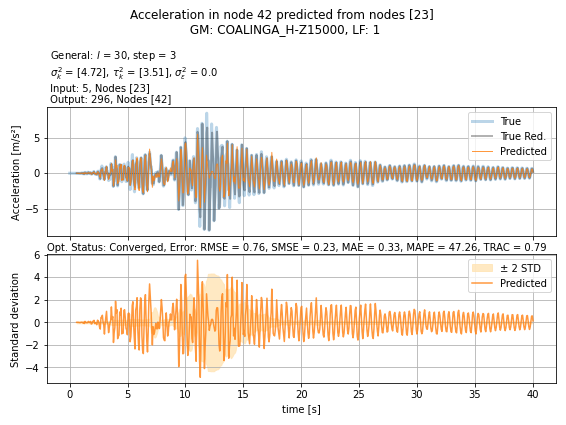 Acceleration in node 42 predicted from nodes [23]
GM: COALINGA_H-Z15000, LF: 1
General: l = 30, step = 3
σ²ₖ = [4.72], τ²ₖ = [3.51], σ²ε = 0.0
Input: 5, Nodes [23]
Output: 296, Nodes [42]
Acceleration [m/s²]
5
0
−5
True
True Red.
Predicted
Opt. Status: Converged, Error: RMSE = 0.76, SMSE = 0.23, MAE = 0.33, MAPE = 47.26, TRAC = 0.79
Standard deviation
6
4
2
0
−2
−4
± 2 STD
Predicted
0 5 10 15 20 25 30 35 40
time [s]